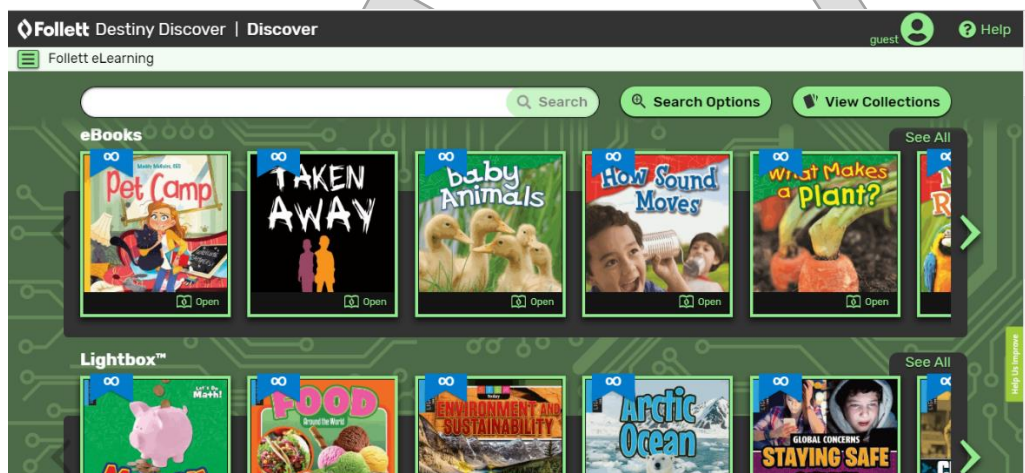 Follett Destiny Discover | Discover
guest
Help
Follett eLearning
Search
Search Options
View Collections
eBooks
See All
Pet Camp
Open
TAKEN
AWAY
Open
baby
Animals
Open
How Sound
Moves
Open
What Makes
a Plant?
Open
Help Us Improve
Lightbox™
See All
Let's Do
Math!
FOOD
Around the World
Today
ENVIRONMENT AND
SUSTAINABILITY
Arctic
Ocean
GLOBAL CONCERNS
STAYING SAFE